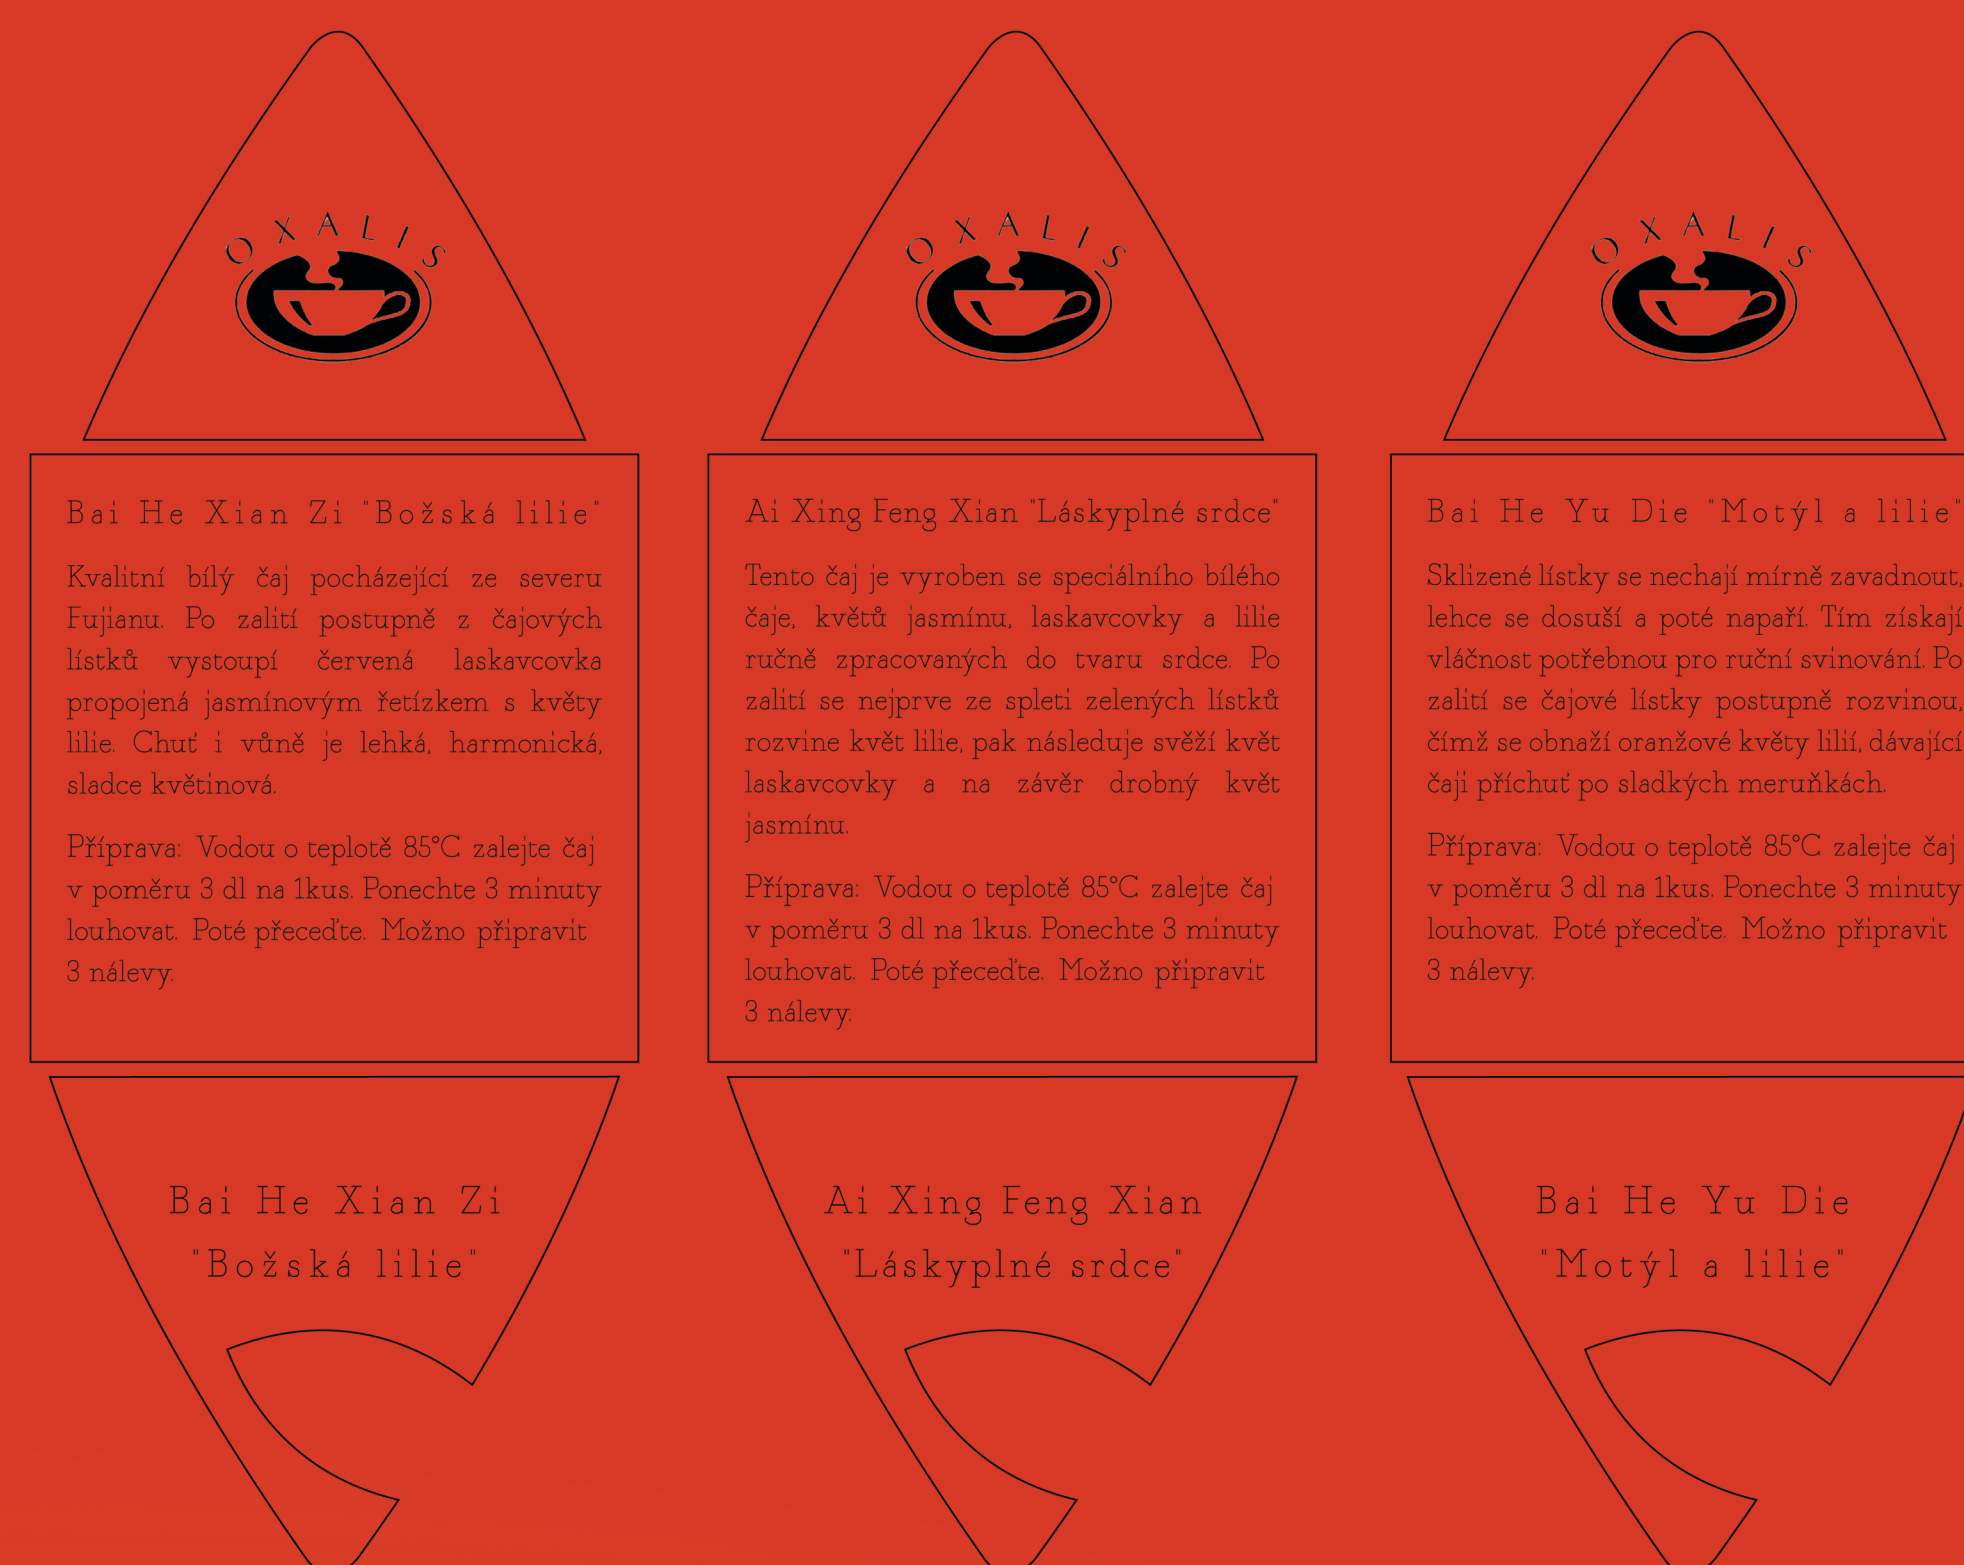 OXALIS
Bai He Xian Zi "Božská lilie"
Kvalitní bílý čaj pocházející ze severu
Fujianu. Po zalití postupně z čajových
lístků vystoupí červená laskavcovka
propojená jasmínovým řetízkem s květy
lilie. Chuť i vůně je lehká, harmonická,
sladce květinová.
Příprava: Vodou o teplotě 85°C zalejte čaj
v poměru 3 dl na 1kus. Ponechte 3 minuty
louhovat. Poté přeceďte. Možno připravit
3 nálevy.
Bai He Xian Zi
"Božská lilie"
OXALIS
Ai Xing Feng Xian "Láskyplné srdce"
Tento čaj je vyroben se speciálního bílého
čaje, květů jasmínu, laskavcovky a lilie
ručně zpracovaných do tvaru srdce. Po
zalití se nejprve ze spleti zelených lístků
rozvine květ lilie, pak následuje svěží květ
laskavcovky a na závěr drobný květ
jasmínu.
Příprava: Vodou o teplotě 85°C zalejte čaj
v poměru 3 dl na 1kus. Ponechte 3 minuty
louhovat. Poté přeceďte. Možno připravit
3 nálevy.
Ai Xing Feng Xian
"Láskyplné srdce"
OXALIS
Bai He Yu Die "Motýl a lilie"
Sklizené lístky se nechají mírně zavadnout,
lehce se dosuší a poté napaří. Tím získají
vláčnost potřebnou pro ruční svinování. Po
zalití se čajové lístky postupně rozvinou,
čímž se obnaží oranžové květy lilií, dávající
čaji příchuť po sladkých meruňkách.
Příprava: Vodou o teplotě 85°C zalejte čaj
v poměru 3 dl na 1kus. Ponechte 3 minuty
louhovat. Poté přeceďte. Možno připravit
3 nálevy.
Bai He Yu Die
"Motýl a lilie"